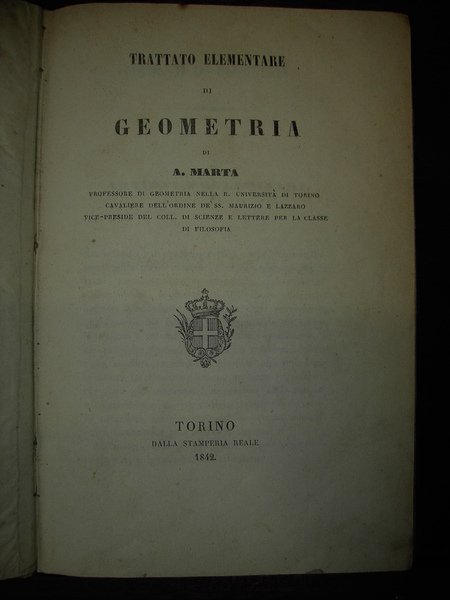 TRATTATO ELEMENTARE
DI
GEOMETRIA
DI
A. MARTA
PROFESSORE DI GEOMETRIA NELLA R. UNIVERSITÀ DI TORINO
CAVALIERE DELL'ORDINE DE' SS. MAURIZIO E LAZZARO
VICE-PRESIDE DEL COLL. DI SCIENZE E LETTERE PER LA CLASSE
DI FILOSOFIA
TORINO
DALLA STAMPERIA REALE
1842.